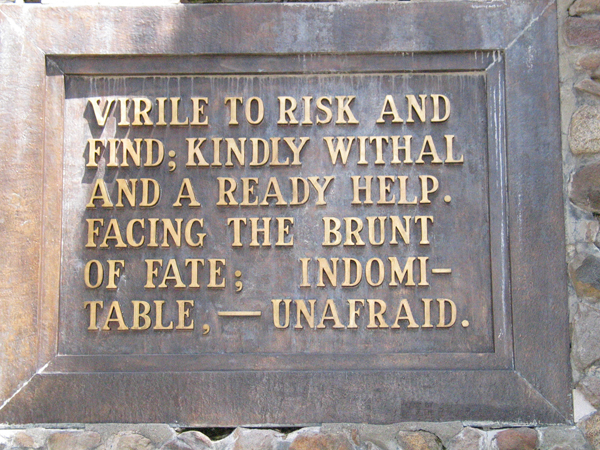 VIRILE TO RISK AND
FIND; KINDLY WITHAL
AND A READY HELP.
FACING THE BRUNT
OF FATE; INDOMI-
TABLE,—UNAFRAID.